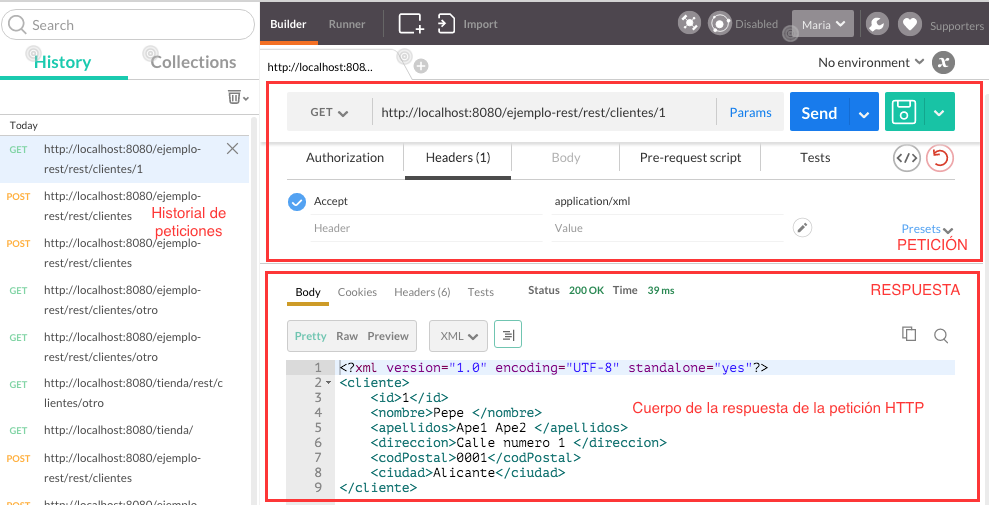 Search
Builder
Runner
Import
Disabled
Maria
Supporters
History
Collections
http://localhost:808...
No environment
x
Today
GET http://localhost:8080/ejemplo-
rest/rest/clientes/1
POST http://localhost:8080/ejemplo-
rest/rest/clientes
Historial de
peticiones
POST http://localhost:8080/ejemplo-
rest/rest/clientes
GET http://localhost:8080/ejemplo-
rest/rest/clientes/otro
GET http://localhost:8080/ejemplo-
rest/rest/clientes/otro
GET http://localhost:8080/tienda/rest/c
lientes/otro
GET http://localhost:8080/tienda/
POST http://localhost:8080/ejemplo-
rest/rest/clientes
POST http://localhost:8080/ejemplo-
GET http://localhost:8080/ejemplo-rest/rest/clientes/1 Params Send
Authorization Headers (1) Body Pre-request script Tests </>
Accept application/xml
Header Value
Presets
PETICIÓN
Body Cookies Headers (6) Tests Status 200 OK Time 39 ms
RESPUESTA
Pretty Raw Preview XML
1 <?xml version="1.0" encoding="UTF-8" standalone="yes"?>
2 <cliente>
3 <id>1</id>
4 <nombre>Pepe </nombre>
5 <apellidos>Ape1 Ape2 </apellidos>
6 <direccion>Calle numero 1 </direccion>
7 <codPostal>0001</codPostal>
8 <ciudad>Alicante</ciudad>
9 </cliente>
Cuerpo de la respuesta de la petición HTTP